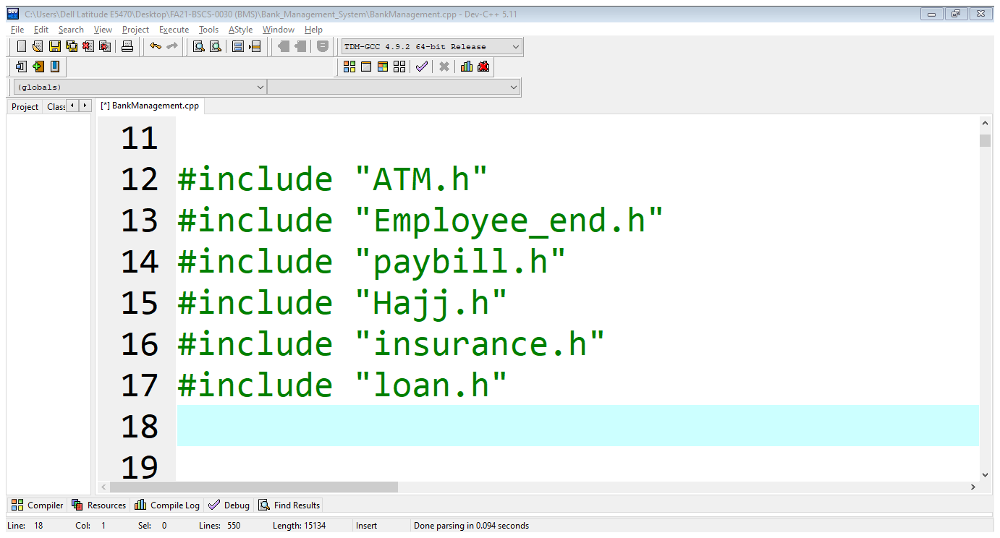 C:\Users\Dell Latitude E5470\Desktop\FA21-BSCS-0030 (BMS)\Bank_Management_System\BankManagement.cpp - Dev-C++ 5.11
File Edit Search View Project Execute Tools AStyle Window Help
TDM-GCC 4.9.2 64-bit Release
(globals)
Project Class [*] BankManagement.cpp
11
12 #include "ATM.h"
13 #include "Employee_end.h"
14 #include "paybill.h"
15 #include "Hajj.h"
16 #include "insurance.h"
17 #include "loan.h"
18
19
Compiler Resources Compile Log Debug Find Results
Line: 18 Col: 1 Sel: 0 Lines: 550 Length: 15134 Insert Done parsing in 0.094 seconds